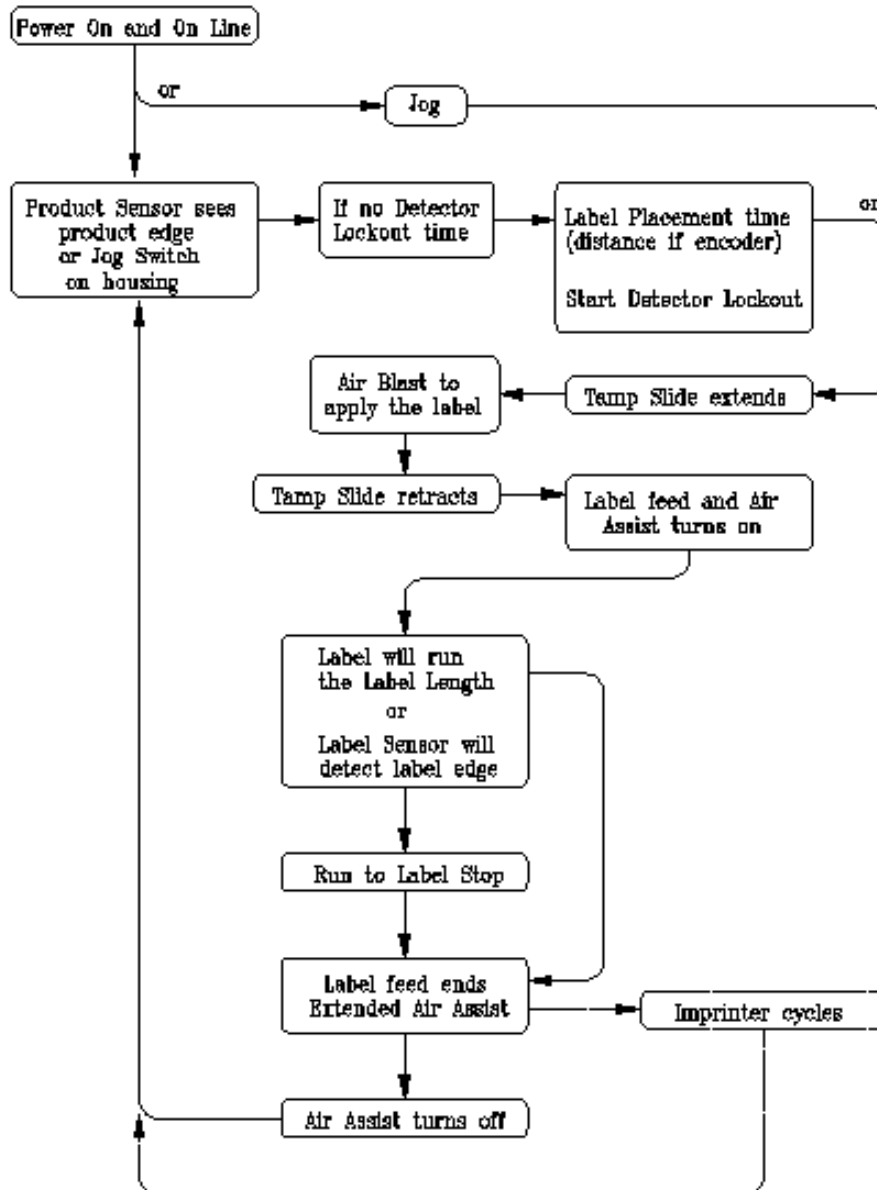 Power On and On Line
or
Jog
Product Sensor sees
product edge
or Jog Switch
on housing
If no Detector
Lockout time
Label Placement time
(distance if encoder)
Start Detector Lockout
or
Air Blast to
apply the label
Tamp Slide extends
Tamp Slide retracts
Label feed and Air
Assist turns on
Label will run
the Label Length
or
Label Sensor will
detect label edge
Run to Label Stop
Label feed ends
Extended Air Assist
Imprinter cycles
Air Assist turns off